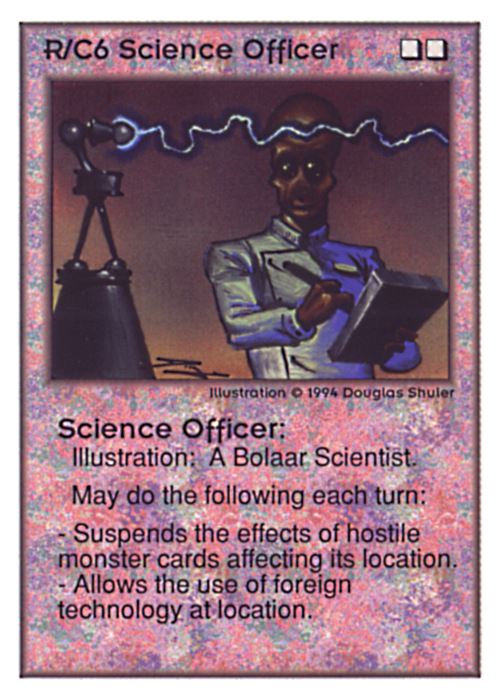 R/C6 Science Officer
Illustration © 1994 Douglas Shuler
Science Officer:
Illustration: A Bolaar Scientist.
May do the following each turn:
- Suspends the effects of hostile
monster cards affecting its location.
- Allows the use of foreign
technology at location.